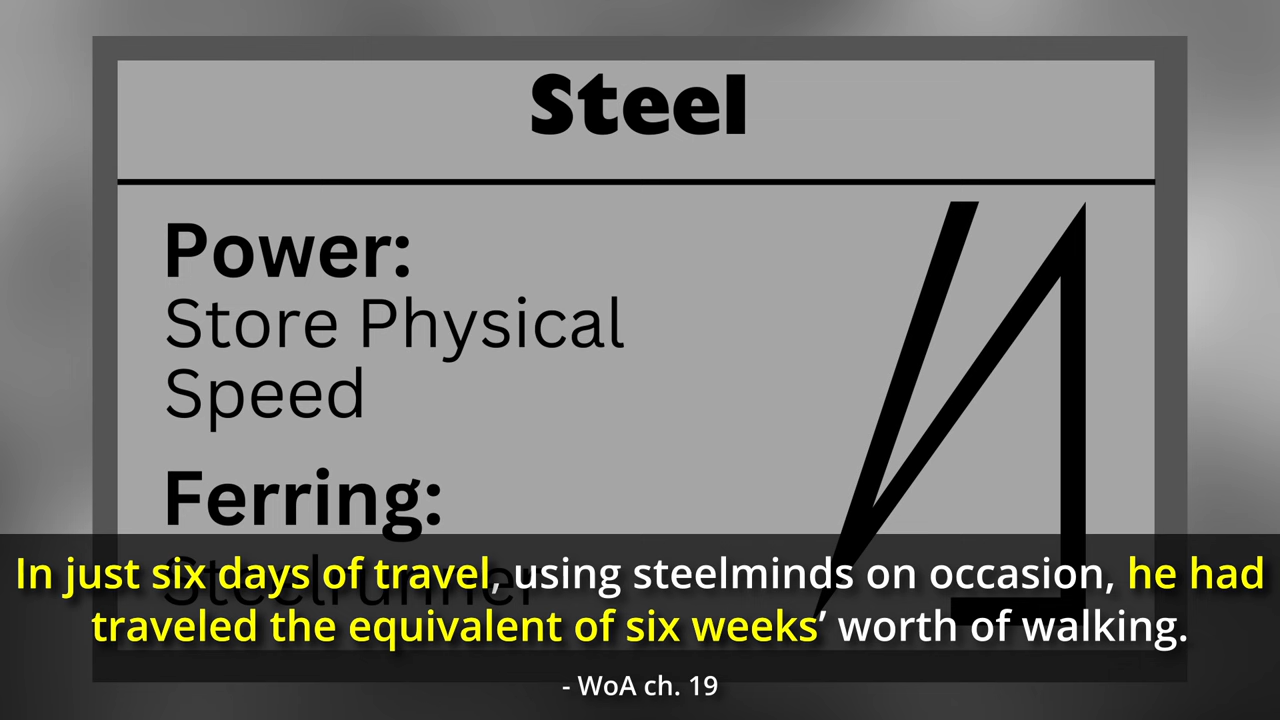 Steel
Power:
Store Physical
Speed
Ferring:
Steelrunner
In just six days of travel, using steelminds on occasion, he had
traveled the equivalent of six weeks’ worth of walking.
- WoA ch. 19